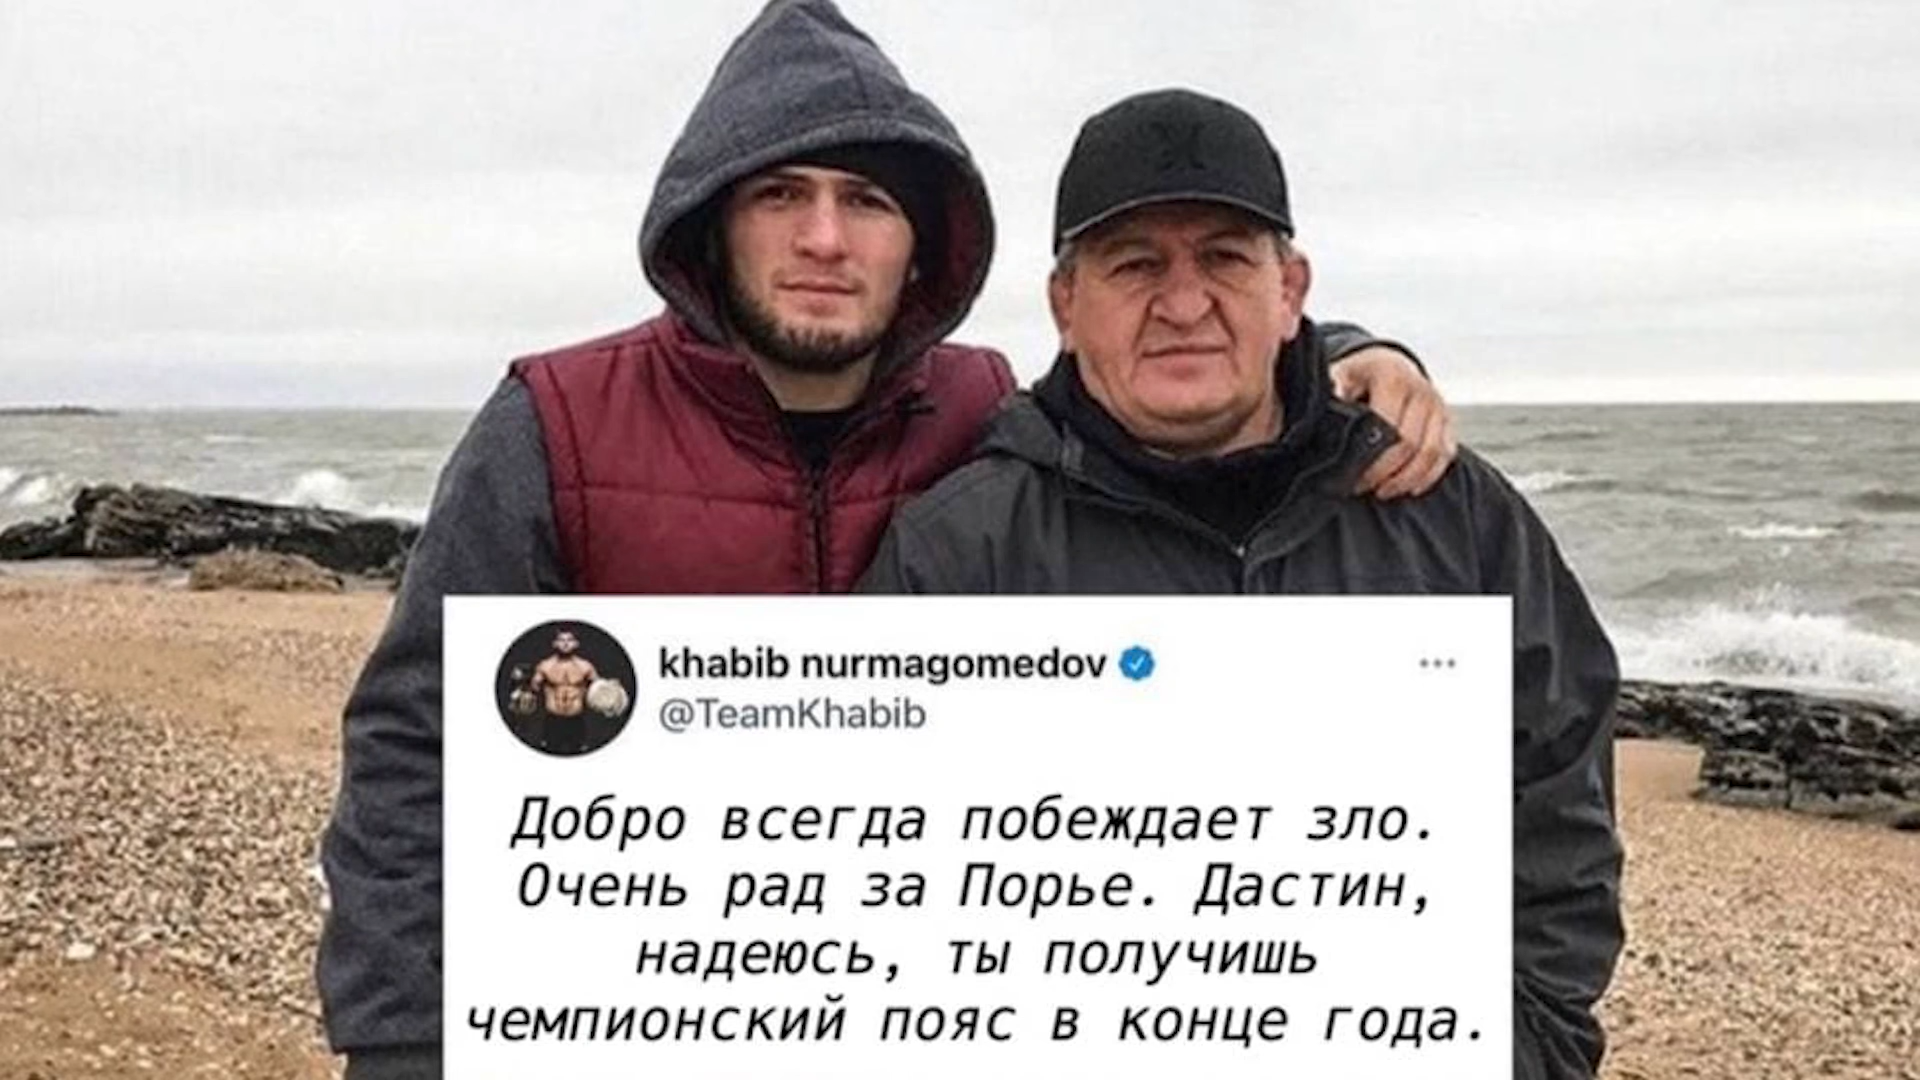 khabib nurmagomedov
@TeamKhabib
Добро всегда побеждает зло.
Очень рад за Порье. Дастин,
надеюсь, ты получишь
чемпионский пояс в конце года.